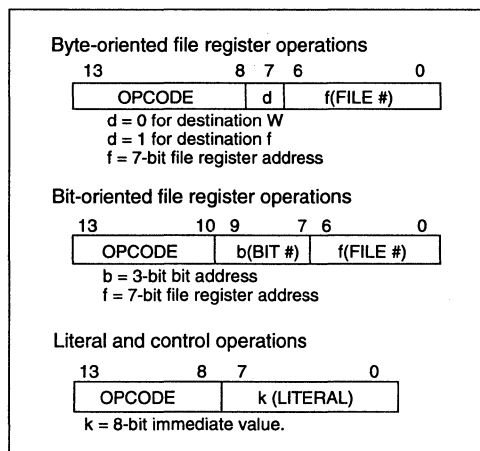 Byte-oriented file register operations
13 8 7 6 0
OPCODE d f(FILE #)
d = 0 for destination W
d = 1 for destination f
f = 7-bit file register address
Bit-oriented file register operations
13 10 9 7 6 0
OPCODE b(BIT #) f(FILE #)
b = 3-bit bit address
f = 7-bit file register address
Literal and control operations
13 8 7 0
OPCODE k (LITERAL)
k = 8-bit immediate value.